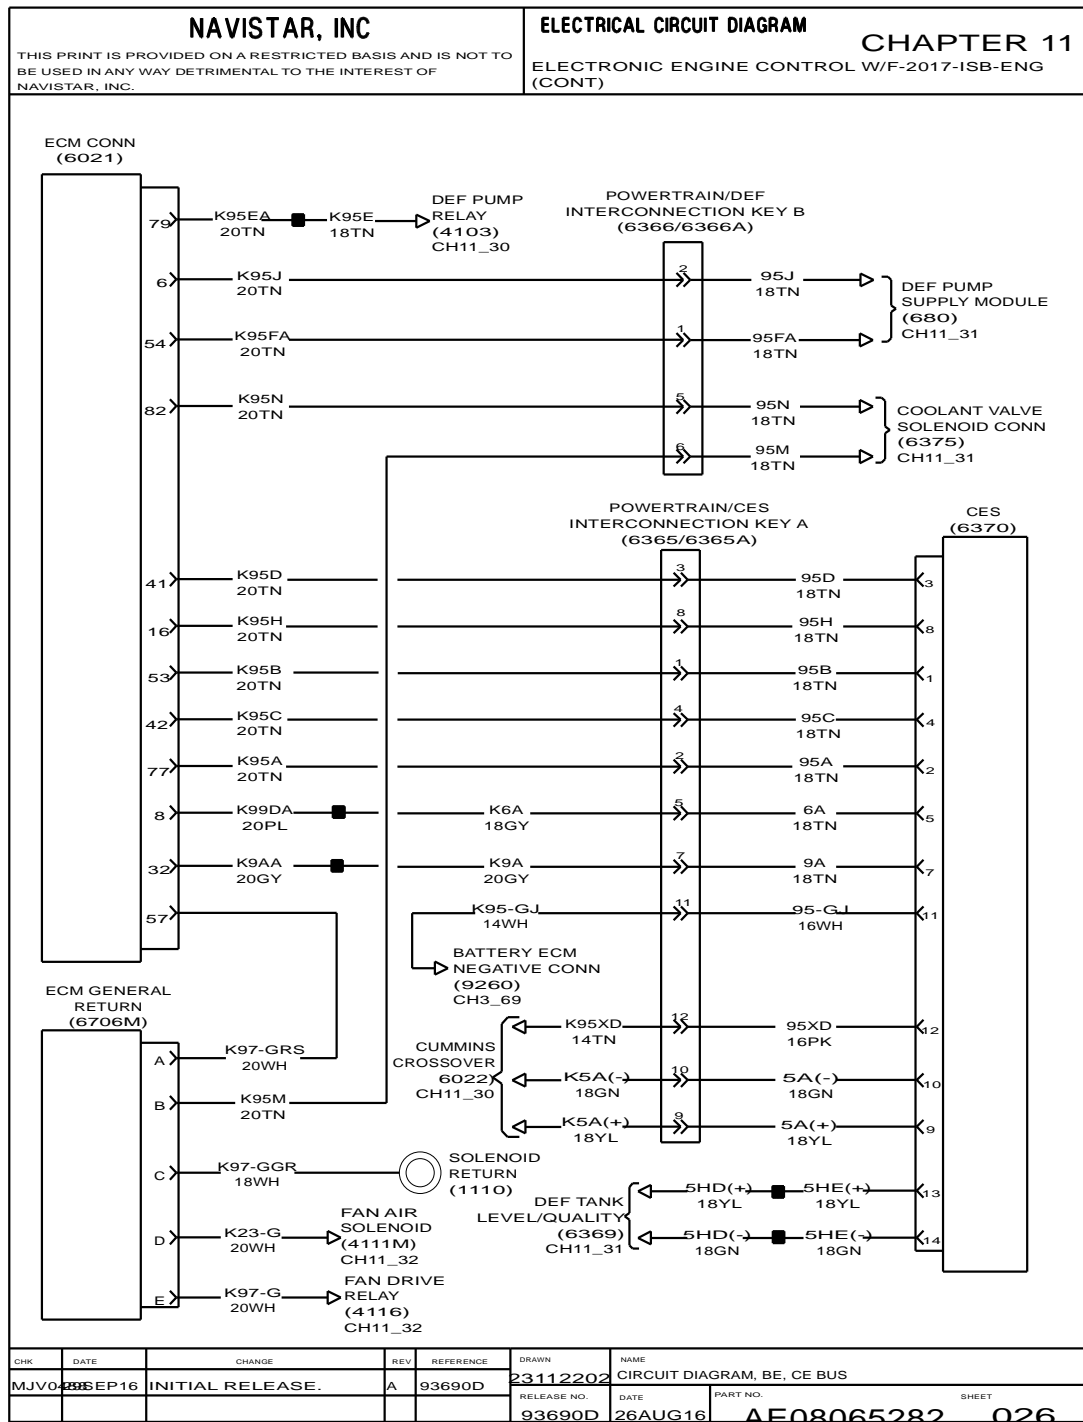 NAVISTAR, INC
THIS PRINT IS PROVIDED ON A RESTRICTED BASIS AND IS NOT TO
BE USED IN ANY WAY DETRIMENTAL TO THE INTEREST OF
NAVISTAR, INC.
ELECTRICAL CIRCUIT DIAGRAM
CHAPTER 11
ELECTRONIC ENGINE CONTROL W/F-2017-ISB-ENG
(CONT)
ECM CONN
(6021)
79
K95EA
20TN
K95E
18TN
DEF PUMP
RELAY
(4103)
CH11_30
POWERTRAIN/DEF
INTERCONNECTION KEY B
(6366/6366A)
6
K95J
20TN
2
95J
18TN
54
K95FA
20TN
1
95FA
18TN
DEF PUMP
SUPPLY MODULE
(680)
CH11_31
82
K95N
20TN
5
95N
18TN
6
95M
18TN
COOLANT VALVE
SOLENOID CONN
(6375)
CH11_31
POWERTRAIN/CES
INTERCONNECTION KEY A
(6365/6365A)
CES
(6370)
41
K95D
20TN
3
95D
18TN
3
16
K95H
20TN
8
95H
18TN
8
53
K95B
20TN
1
95B
18TN
1
42
K95C
20TN
4
95C
18TN
4
77
K95A
20TN
2
95A
18TN
2
8
K99DA
20PL
K6A
18GY
5
6A
18TN
5
32
K9AA
20GY
K9A
20GY
7
9A
18TN
7
57
K95-GJ
14WH
11
95-GJ
16WH
11
BATTERY ECM
NEGATIVE CONN
(9260)
CH3_69
ECM GENERAL
RETURN
(6706M)
CUMMINS
CROSSOVER
6022)
CH11_30
K95XD
14TN
12
95XD
16PK
12
K5A(-)
18GN
10
5A(-)
18GN
10
K5A(+)
18YL
9
5A(+)
18YL
9
A
K97-GRS
20WH
B
K95M
20TN
C
K97-GGR
18WH
SOLENOID
RETURN
(1110)
D
K23-G
20WH
FAN AIR
SOLENOID
(4111M)
CH11_32
E
K97-G
20WH
FAN DRIVE
RELAY
(4116)
CH11_32
DEF TANK
LEVEL/QUALITY
(6369)
CH11_31
5HD(+)
18YL
5HE(+)
18YL
13
5HD(-)
18GN
5HE(-)
18GN
14
CHK DATE CHANGE REV REFERENCE
SEP16 INITIAL RELEASE. A 93690D
DRAWN
23112202
NAME
CIRCUIT DIAGRAM, BE, CE BUS
RELEASE NO.
93690D
DATE
26AUG16
PART NO.
AE08065282
SHEET
026